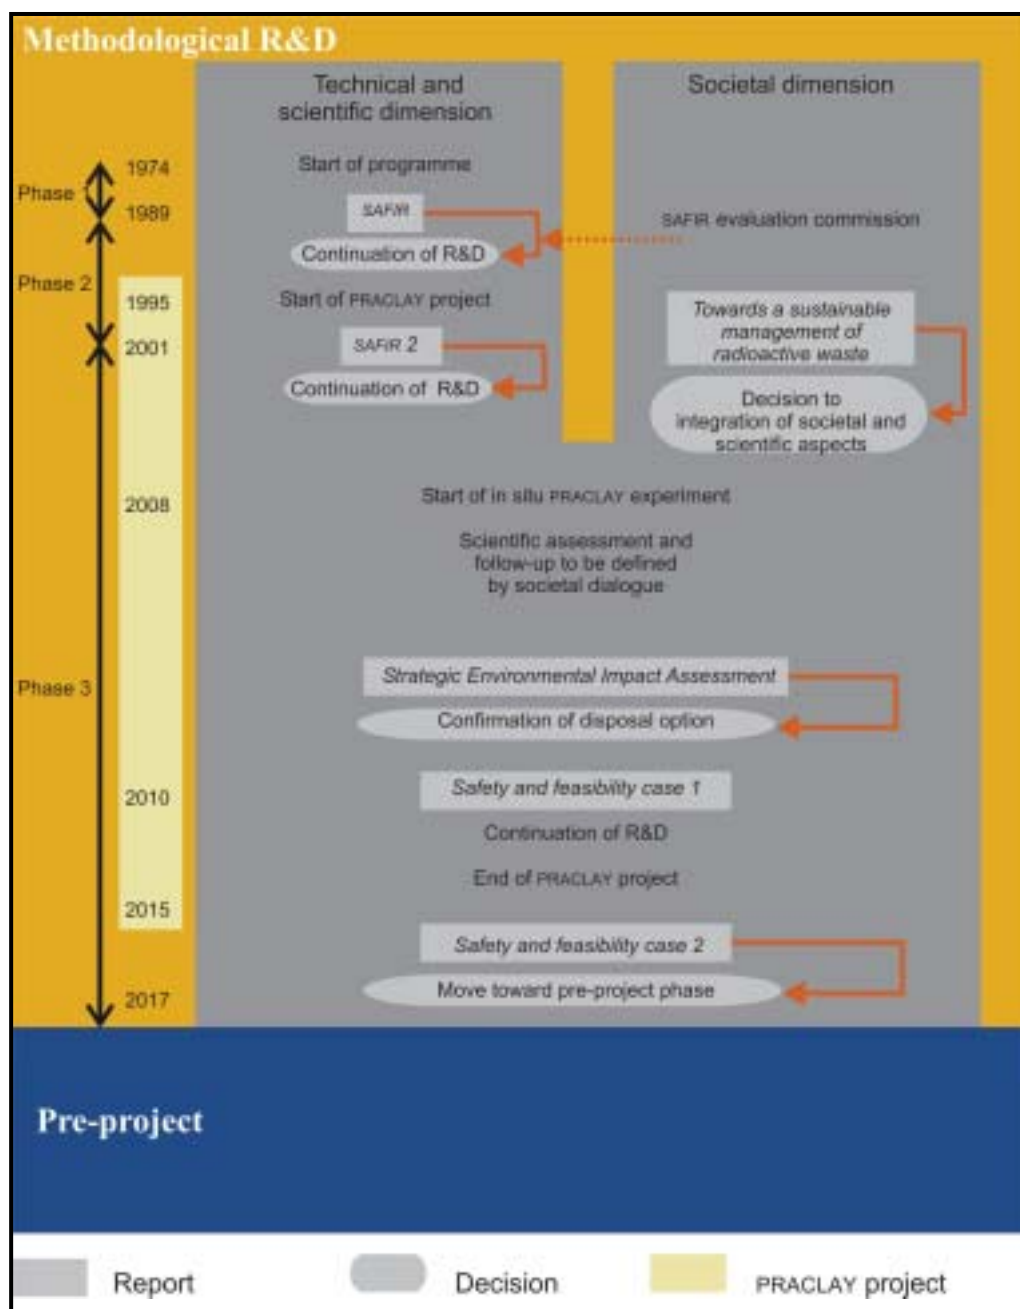 Methodological R&D
Technical and
scientific dimension
Societal dimension
1974
Start of programme
Phase 1
1989
SAFIR
SAFIR evaluation commission
Continuation of R&D
Phase 2
1995
Start of PRACLAY project
Towards a sustainable
management of
radioactive waste
2001
SAFIR 2
Continuation of R&D
Decision to
integration of societal and
scientific aspects
2008
Start of in situ PRACLAY experiment
Scientific assessment and
follow-up to be defined
by societal dialogue
Phase 3
Strategic Environmental Impact Assessment
Confirmation of disposal option
2010
Safety and feasibility case 1
Continuation of R&D
End of PRACLAY project
2015
Safety and feasibility case 2
2017
Move toward pre-project phase
Pre-project
Report
Decision
PRACLAY project